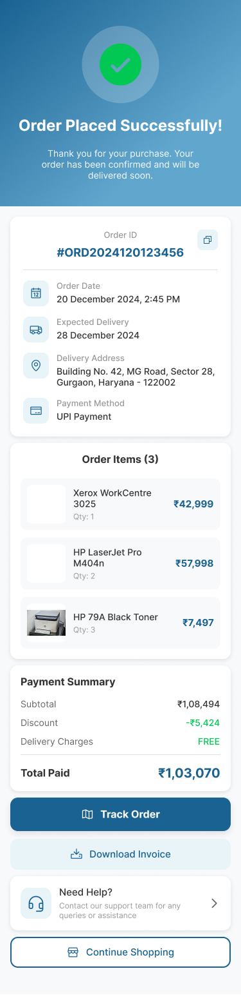 Order Placed Successfully!
Thank you for your purchase. Your
order has been confirmed and will be
delivered soon.
Order ID
#ORD2024120123456
12
Order Date
20 December 2024, 2:45 PM
Expected Delivery
28 December 2024
Delivery Address
Building No. 42, MG Road, Sector 28,
Gurgaon, Haryana - 122002
Payment Method
UPI Payment
Order Items (3)
Xerox WorkCentre
3025
₹42,999
Qty: 1
HP LaserJet Pro
M404n
₹57,998
Qty: 2
HP 79A Black Toner
₹7,497
Qty: 3
Payment Summary
Subtotal ₹1,08,494
Discount -₹5,424
Delivery Charges FREE
Total Paid ₹1,03,070
Track Order
Download Invoice
Need Help?
Contact our support team for any
queries or assistance
Continue Shopping